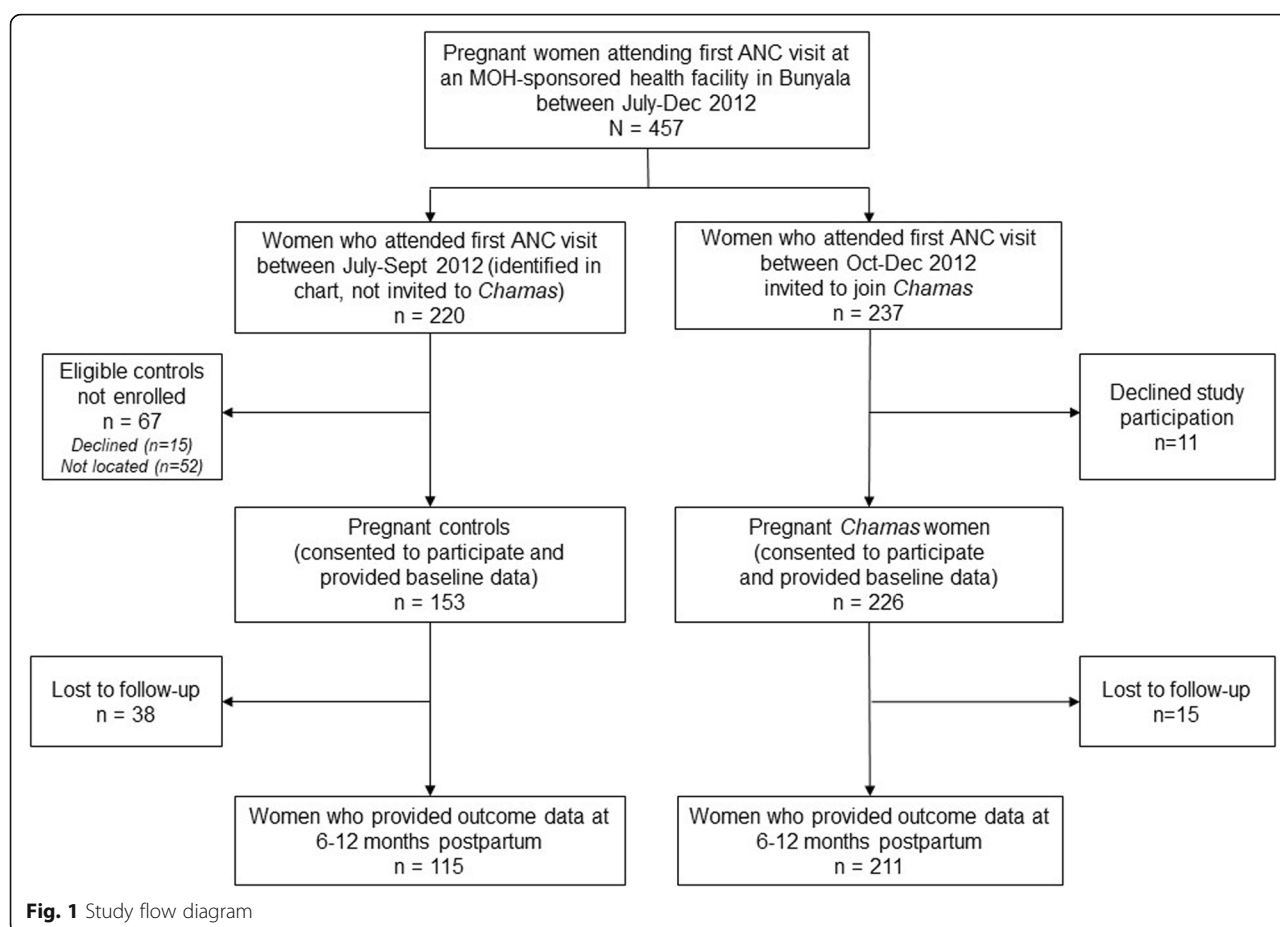 Pregnant women attending first ANC visit at
an MOH-sponsored health facility in Bunyala
between July-Dec 2012
N = 457
Women who attended first ANC visit
between July-Sept 2012 (identified in
chart, not invited to Chamas)
n = 220
Women who attended first ANC visit
between Oct-Dec 2012
invited to join Chamas
n = 237
Eligible controls
not enrolled
n = 67
Declined (n=15)
Not located (n=52)
Declined study
participation
n=11
Pregnant controls
(consented to participate and
provided baseline data)
n = 153
Pregnant Chamas women
(consented to participate
and provided baseline data)
n = 226
Lost to follow-up
n = 38
Lost to follow-up
n=15
Women who provided outcome data at
6-12 months postpartum
n = 115
Women who provided outcome data at
6-12 months postpartum
n = 211
Fig. 1 Study flow diagram